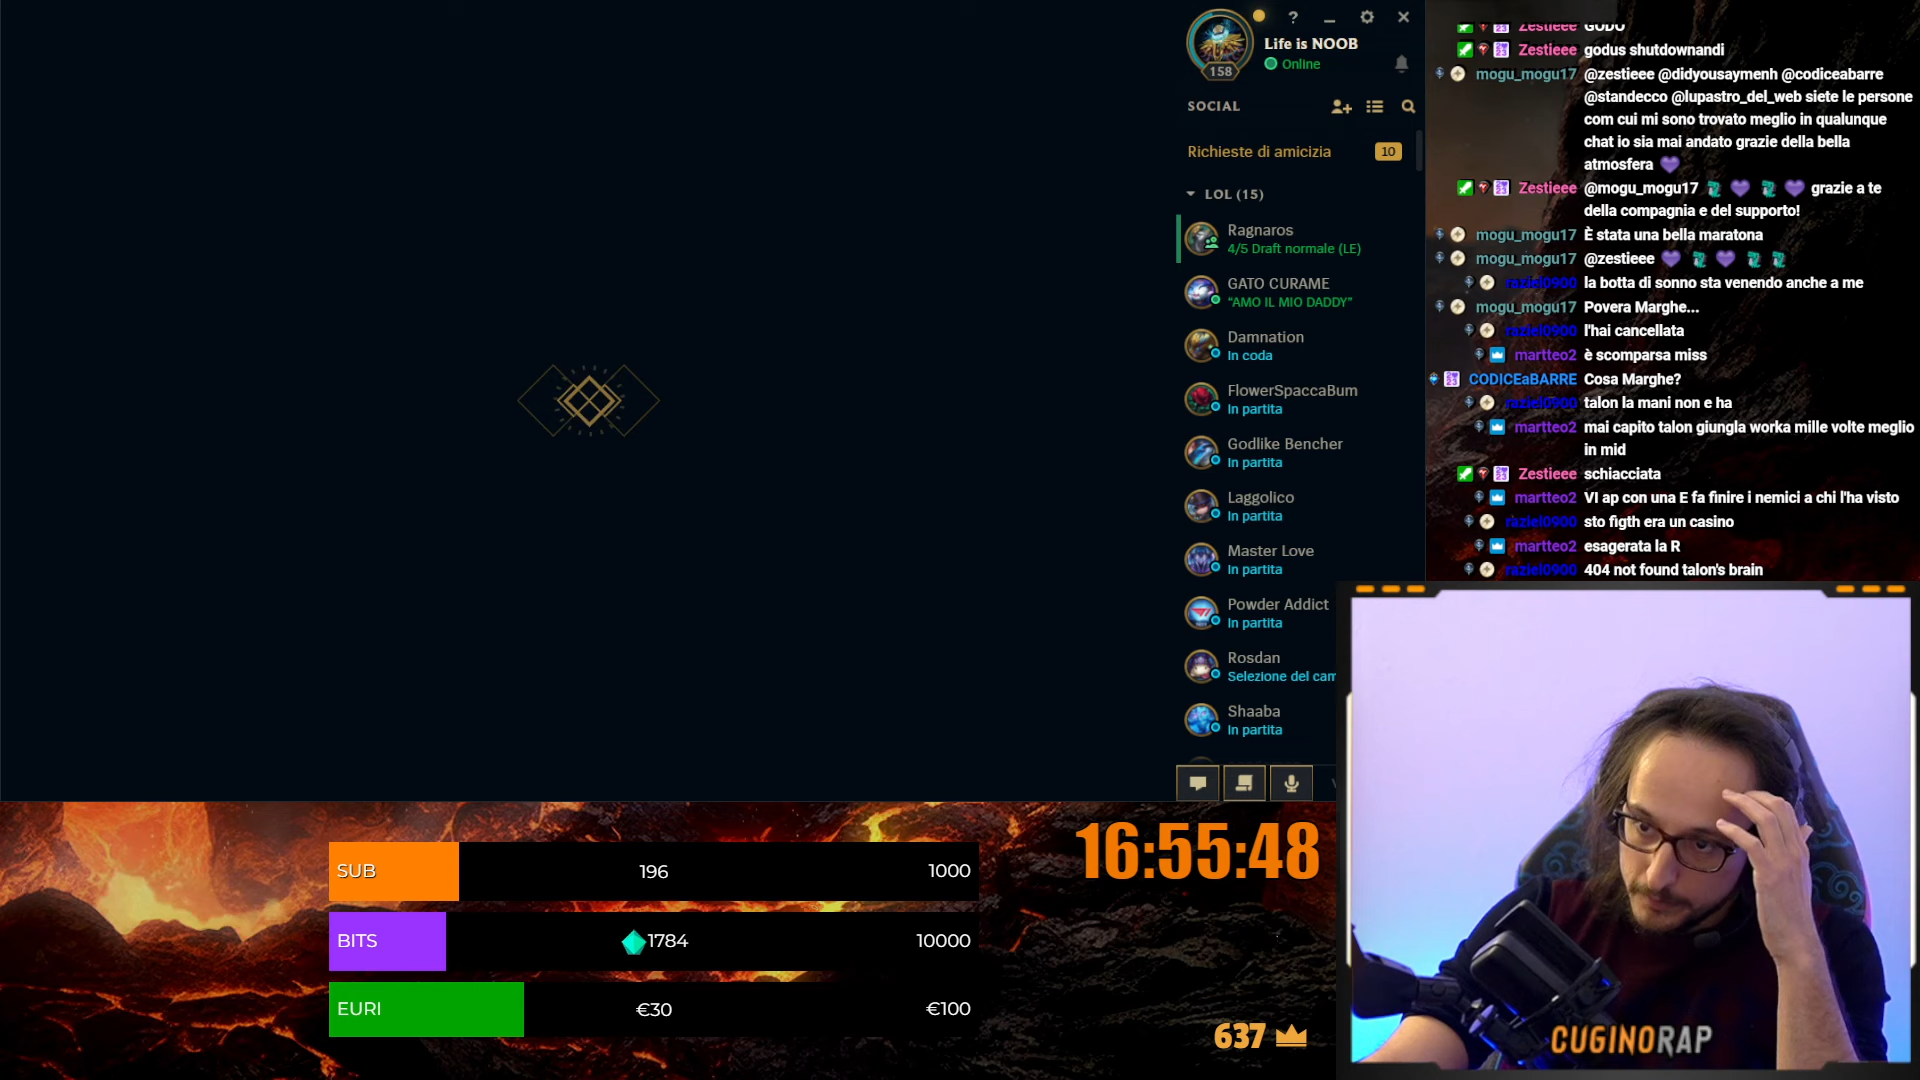 Life is NOOB
158
Online
SOCIAL
Richieste di amicizia
10
LOL (15)
Ragnaros
4/5 Draft normale (LE)
GATO CURAME
“AMO IL MIO DADDY”
Damnation
In coda
FlowerSpaccaBum
In partita
Godlike Bencher
In partita
Laggolico
In partita
Master Love
In partita
Powder Addict
In partita
Rosdan
Selezione del cam
Shaaba
In partita
Zestieee GODO
Zestieee godus shutdownandi
mogu_mogu17 @zestieee @didyousaymenh @codiceabarre
@standecco @lupastro_del_web siete le persone
com cui mi sono trovato meglio in qualunque
chat io sia mai andato grazie della bella
atmosfera
Zestieee @mogu_mogu17 grazie a te
della compagnia e del supporto!
mogu_mogu17 È stata una bella maratona
mogu_mogu17 @zestieee
raziel0900 la botta di sonno sta venendo anche a me
mogu_mogu17 Povera Marghe...
raziel0900 l'hai cancellata
martteo2 è scomparsa miss
CODICEaBARRE Cosa Marghe?
raziel0900 talon la mani non e ha
martteo2 mai capito talon giungla worka mille volte meglio
in mid
Zestieee schiacciata
martteo2 VI ap con una E fa finire i nemici a chi l'ha visto
raziel0900 sto figth era un casino
martteo2 esagerata la R
raziel0900 404 not found talon's brain
SUB 196 1000
BITS 1784 10000
EURI €30 €100
16:55:48
637
CUGINORAP